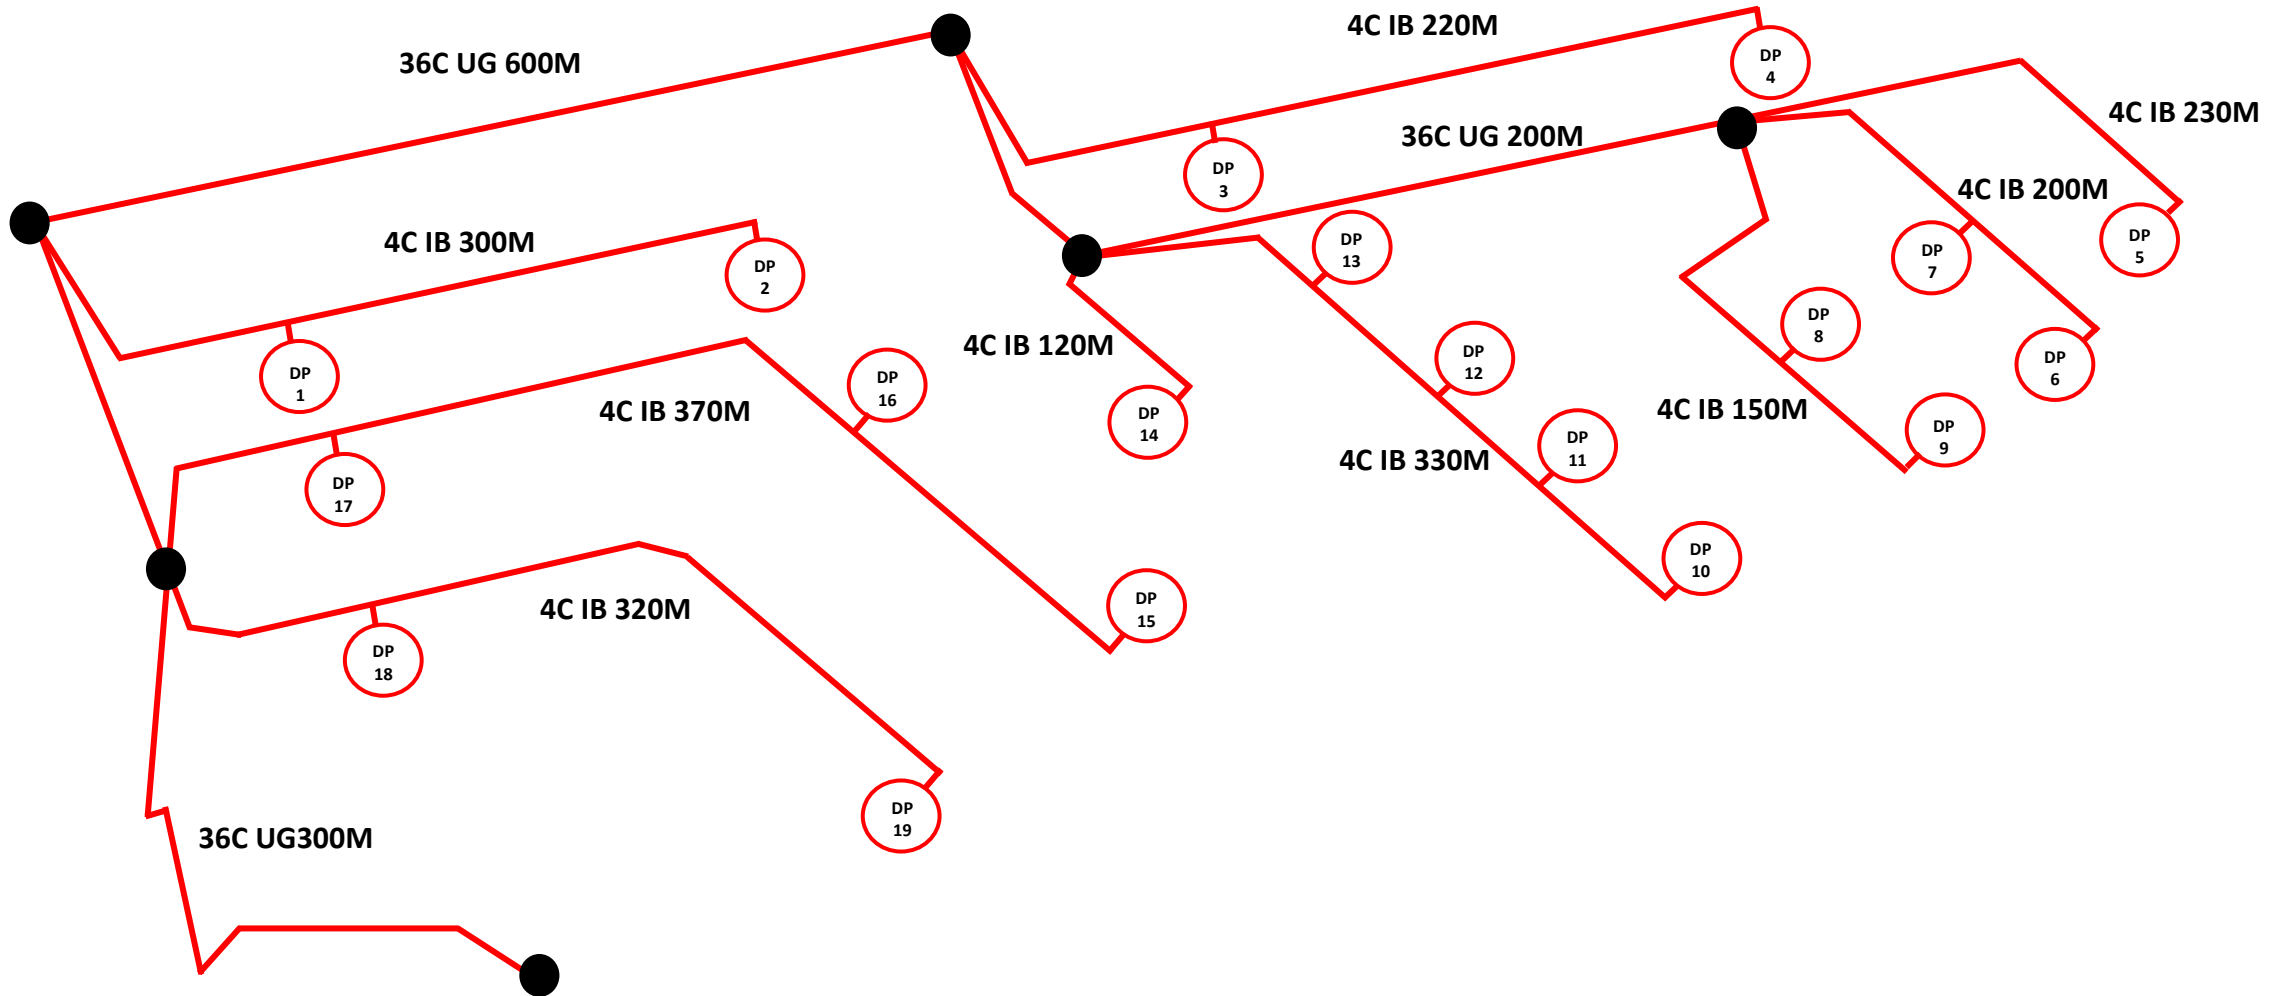 4C IB 220M
36C UG 600M
DP
4
4C IB 230M
36C UG 200M
DP
3
4C IB 200M
4C IB 300M
DP
13
DP
5
DP
7
DP
2
DP
8
4C IB 120M
DP
12
DP
6
DP
1
DP
16
4C IB 370M
4C IB 150M
DP
14
DP
9
DP
11
4C IB 330M
DP
17
DP
10
4C IB 320M
DP
15
DP
18
DP
19
36C UG300M